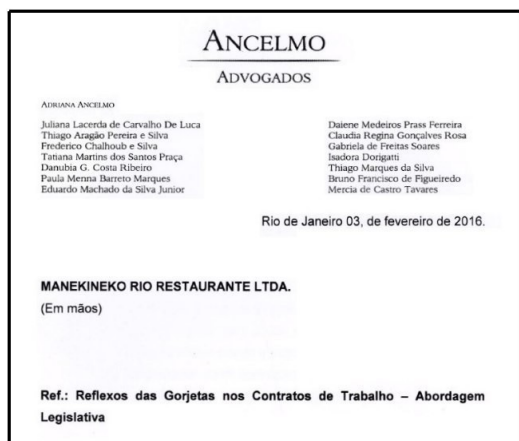 ANCELMO
ADVOGADOS
ADRIANA ANCELMO
Juliana Lacerda de Carvalho De Luca
Thiago Aragão Pereira e Silva
Frederico Chalhoub e Silva
Tatiana Martins dos Santos Praça
Danubia G. Costa Ribeiro
Paula Menna Barreto Marques
Eduardo Machado da Silva Junior
Daiene Medeiros Prass Ferreira
Claudia Regina Gonçalves Rosa
Gabriela de Freitas Soares
Isadora Dorigatti
Thiago Marques da Silva
Bruno Francisco de Figueiredo
Mercia de Castro Tavares
Rio de Janeiro 03, de fevereiro de 2016.
MANEKINEKO RIO RESTAURANTE LTDA.
(Em mãos)
Ref.: Reflexos das Gorjetas nos Contratos de Trabalho – Abordagem
Legislativa